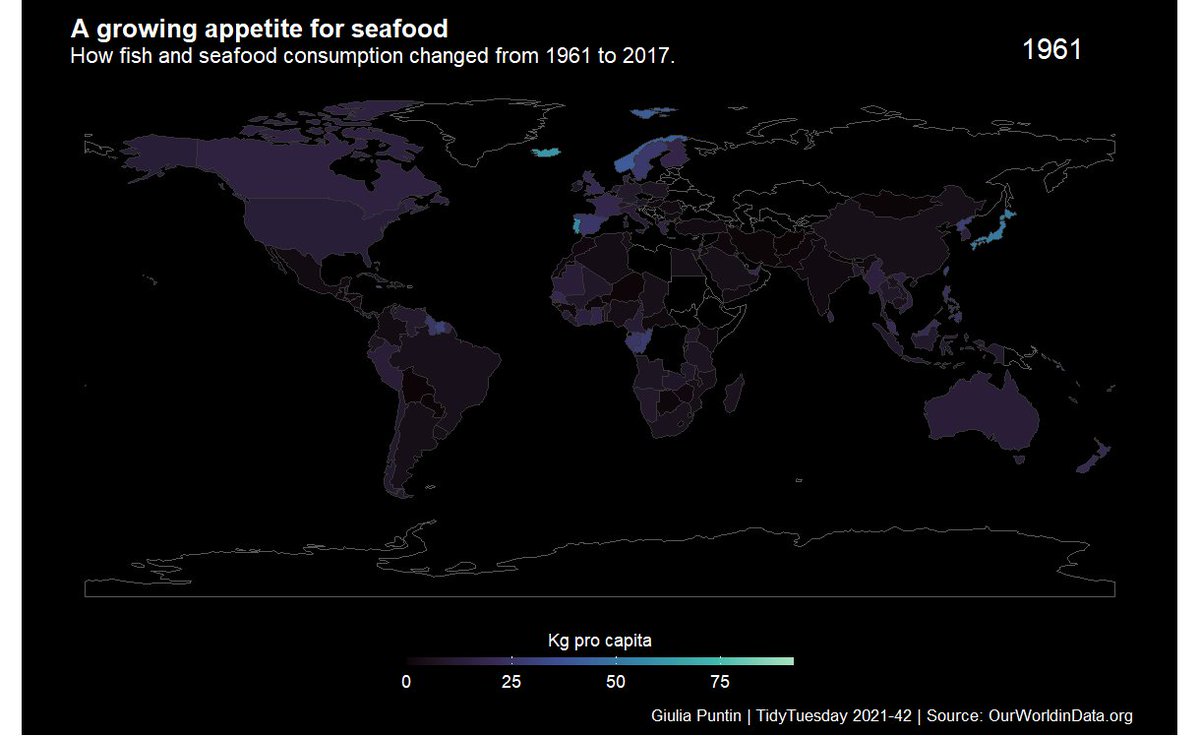 A growing appetite for seafood
How fish and seafood consumption changed from 1961 to 2017.
1961
Kg pro capita
0 25 50 75
Giulia Puntin | TidyTuesday 2021-42 | Source: OurWorldinData.org